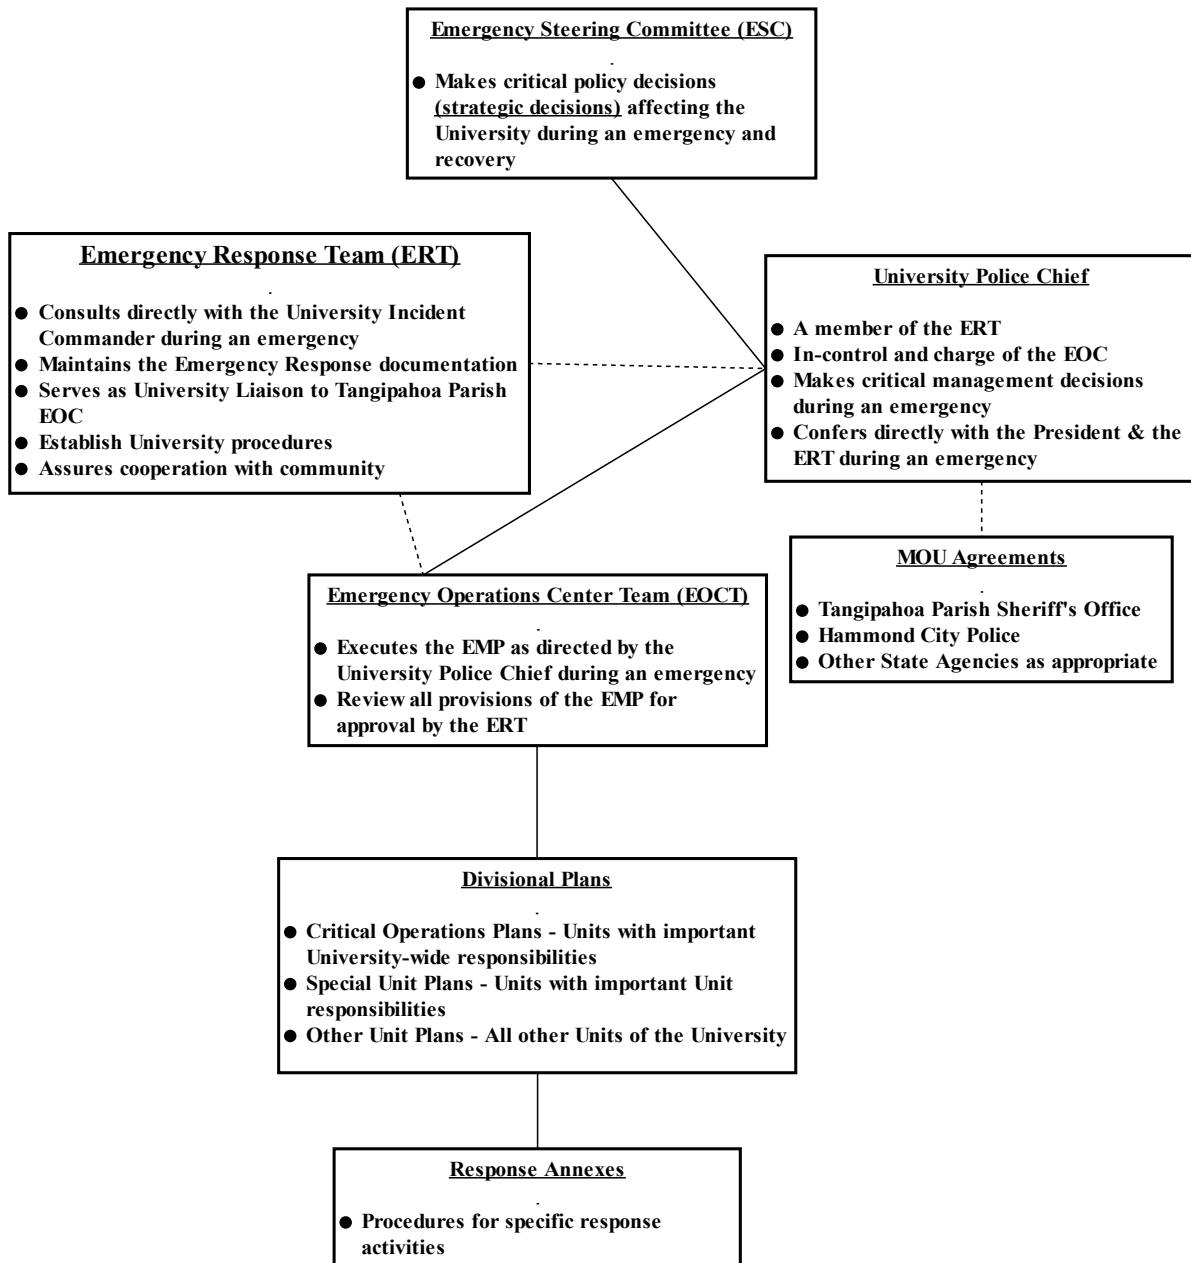 Emergency Steering Committee (ESC)
.
● Makes critical policy decisions
(strategic decisions) affecting the
University during an emergency and
recovery
Emergency Response Team (ERT)
.
● Consults directly with the University Incident
Commander during an emergency
● Maintains the Emergency Response documentation
● Serves as University Liaison to Tangipahoa Parish
EOC
● Establish University procedures
● Assures cooperation with community
University Police Chief
.
● A member of the ERT
● In-control and charge of the EOC
● Makes critical management decisions
during an emergency
● Confers directly with the President & the
ERT during an emergency
MOU Agreements
.
● Tangipahoa Parish Sheriff's Office
● Hammond City Police
● Other State Agencies as appropriate
Emergency Operations Center Team (EOCT)
.
● Executes the EMP as directed by the
University Police Chief during an emergency
● Review all provisions of the EMP for
approval by the ERT
Divisional Plans
.
● Critical Operations Plans - Units with important
University-wide responsibilities
● Special Unit Plans - Units with important Unit
responsibilities
● Other Unit Plans - All other Units of the University
Response Annexes
.
● Procedures for specific response
activities